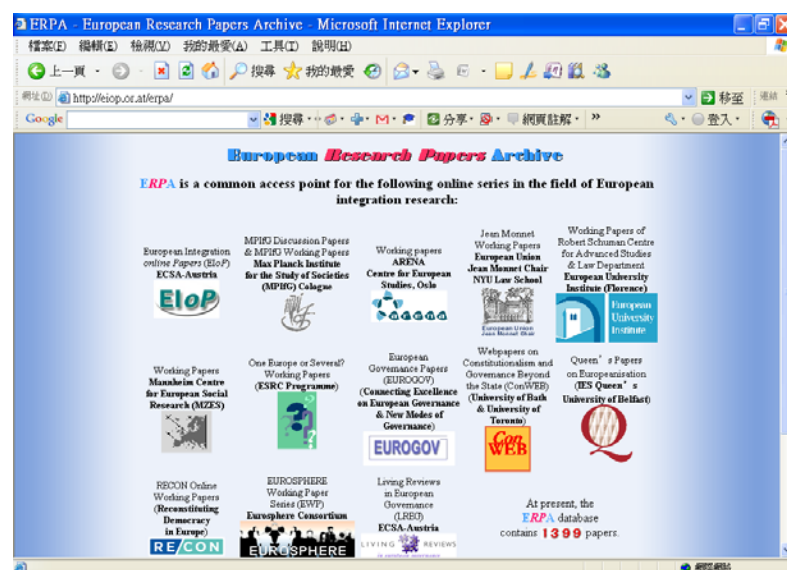 ERPA - European Research Papers Archive - Microsoft Internet Explorer
檔案(F) 編輯(E) 檢視(V) 我的最愛(A) 工具(T) 說明(H)
上一頁 搜尋 我的最愛
網址(D) http://eiop.or.at/erpa/ 移至 連結
Google 搜尋 分享 網頁註解 » 登入
European Research Papers Archive
ERPA is a common access point for the following online series in the field of European
integration research:
European Integration
online Papers (EIoP)
ECSA-Austria
EIoP
MPIfG Discussion Papers
& MPIfG Working Papers
Max Planck Institute
for the Study of Societies
(MPIfG) Cologne
Working papers
ARENA
Centre for European
Studies, Oslo
Jean Monnet
Working Papers
European Union
Jean Monnet Chair
NYU Law School
European Union
Jean Monnet Chair
Working Papers of
Robert Schuman Centre
for Advanced Studies
& Law Department
European University
Institute (Florence)
European
University
Institute
Working Papers
Mannheim Centre
for European Social
Research (MZES)
One Europe or Several?
Working Papers
(ESRC Programme)
European
Governance Papers
(EUROGOV)
(Connecting Excellence
on European Governance
& New Modes of
Governance)
EUROGOV
Webpapers on
Constitutionalism and
Governance Beyond
the State (ConWEB)
(University of Bath
& University of
Toronto)
Con
WEB
Queen's Papers
on Europeanisation
(IES Queen's
University of Belfast)
RECON Online
Working Papers
(Reconstituting
Democracy
in Europe)
RE/CON
EUROSPHERE
Working Paper
Series (EWP)
Eurosphere Consortium
EUROSPHERE
Living Reviews
in European
Governance
(LREG)
ECSA-Austria
LIVING REVIEWS
At present, the
ERPA database
contains 1399 papers.